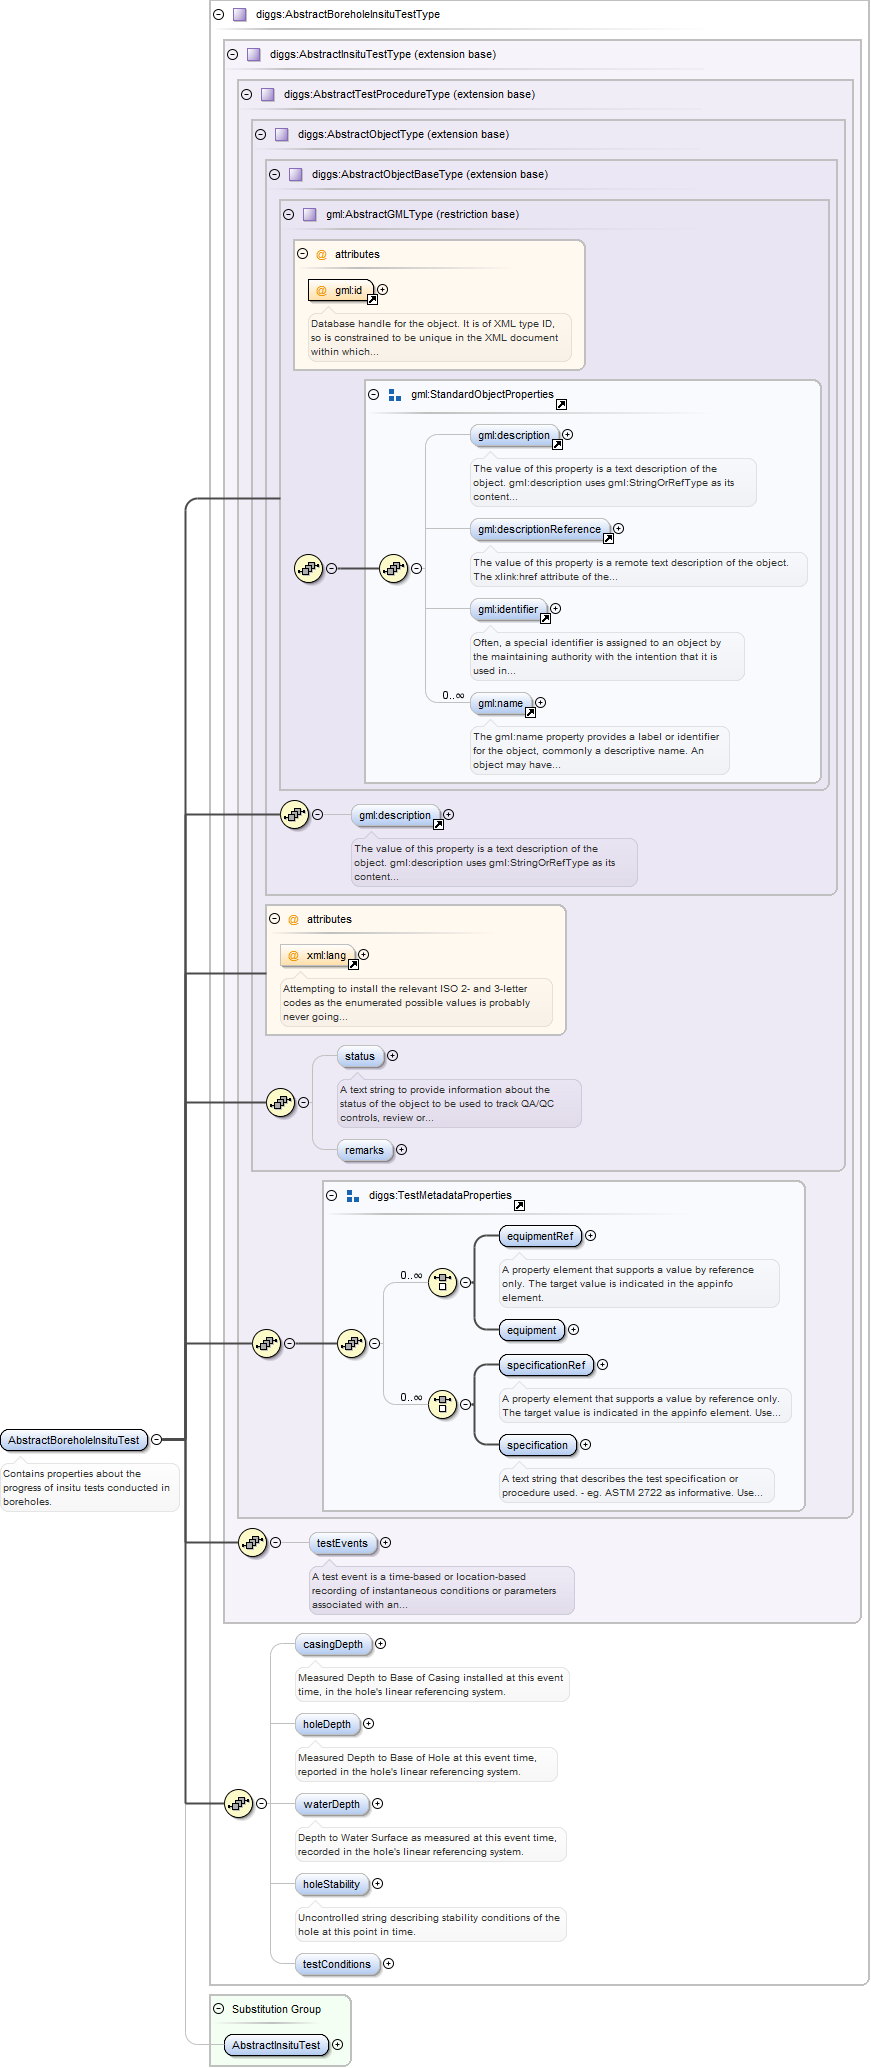 diggs:AbstractBoreholeInsituTestType
diggs:AbstractInsituTestType (extension base)
diggs:AbstractTestProcedureType (extension base)
diggs:AbstractObjectType (extension base)
diggs:AbstractObjectBaseType (extension base)
gml:AbstractGMLType (restriction base)
@ attributes
@ gml:id
Database handle for the object. It is of XML type ID,
so is constrained to be unique in the XML document
within which...
gml:StandardObjectProperties
gml:description
The value of this property is a text description of the
object. gml:description uses gml:StringOrRefType as its
content...
gml:descriptionReference
The value of this property is a remote text description of the object.
The xlink:href attribute of the...
gml:identifier
Often, a special identifier is assigned to an object by
the maintaining authority with the intention that it is
used in...
0..∞
gml:name
The gml:name property provides a label or identifier
for the object, commonly a descriptive name. An
object may have...
gml:description
The value of this property is a text description of the
object. gml:description uses gml:StringOrRefType as its
content...
@ attributes
@ xml:lang
Attempting to install the relevant ISO 2- and 3-letter
codes as the enumerated possible values is probably
never going...
status
A text string to provide information about the
status of the object to be used to track QA/QC
controls, review or...
remarks
diggs:TestMetadataProperties
0..∞
equipmentRef
A property element that supports a value by reference
only. The target value is indicated in the appinfo
element.
equipment
0..∞
specificationRef
A property element that supports a value by reference only.
The target value is indicated in the appinfo element. Use...
specification
A text string that describes the test specification or
procedure used. - eg. ASTM 2722 as informative. Use...
AbstractBoreholeInsituTest
Contains properties about the
progress of insitu tests conducted in
boreholes.
testEvents
A test event is a time-based or location-based
recording of instantaneous conditions or parameters
associated with an...
casingDepth
Measured Depth to Base of Casing installed at this event
time, in the hole's linear referencing system.
holeDepth
Measured Depth to Base of Hole at this event time,
reported in the hole's linear referencing system.
waterDepth
Depth to Water Surface as measured at this event time,
recorded in the hole's linear referencing system.
holeStability
Uncontrolled string describing stability conditions of the
hole at this point in time.
testConditions
Substitution Group
AbstractInsituTest